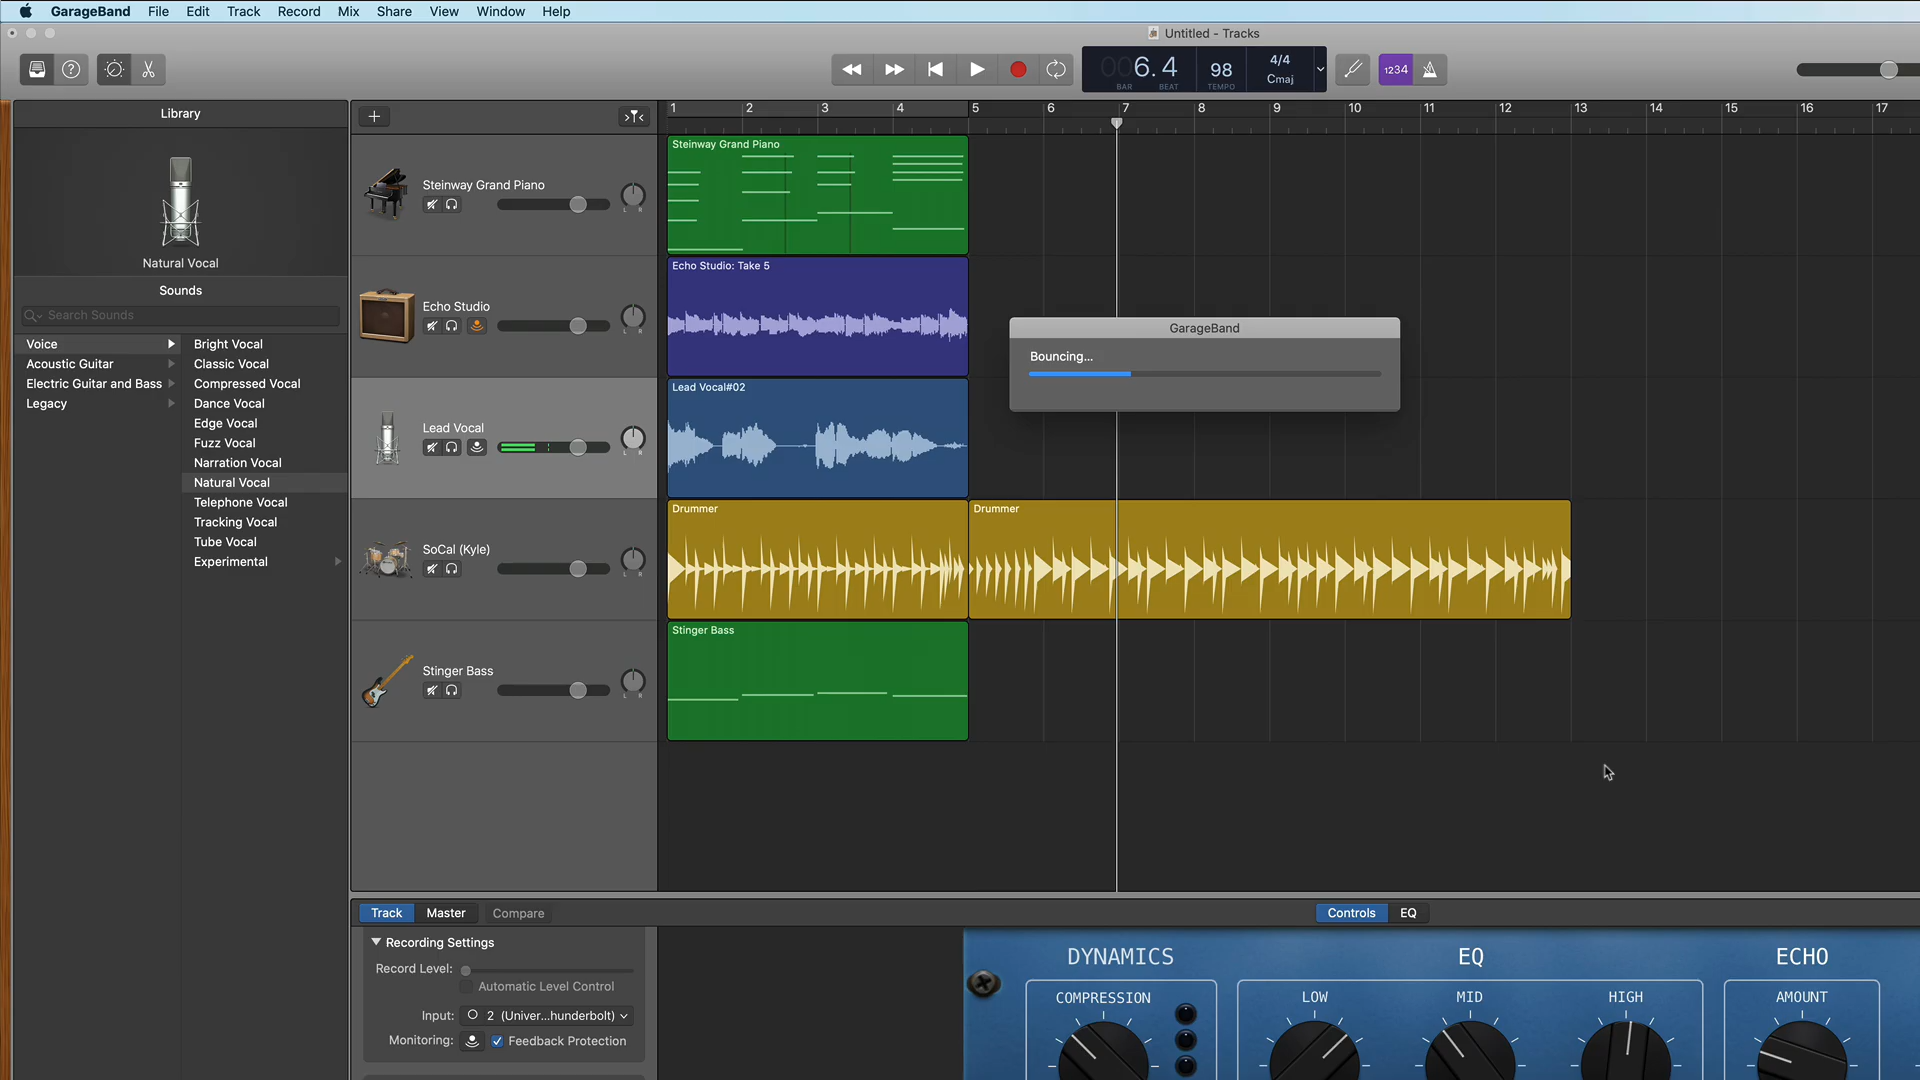 GarageBand File Edit Track Record Mix Share View Window Help
Untitled - Tracks
006.4 98 4/4
Cmaj
BAR BEAT TEMPO
1234
Library
Natural Vocal
Sounds
Search Sounds
Voice
Acoustic Guitar
Electric Guitar and Bass
Legacy
Bright Vocal
Classic Vocal
Compressed Vocal
Dance Vocal
Edge Vocal
Fuzz Vocal
Narration Vocal
Natural Vocal
Telephone Vocal
Tracking Vocal
Tube Vocal
Experimental
1 2 3 4 5 6 7 8 9 10 11 12 13 14 15 16 17
Steinway Grand Piano
L R
Echo Studio
L R
Lead Vocal
L R
SoCal (Kyle)
L R
Stinger Bass
L R
Steinway Grand Piano
Echo Studio: Take 5
Lead Vocal#02
Drummer
Drummer
Stinger Bass
GarageBand
Bouncing...
Track Master Compare
Controls EQ
Recording Settings
Record Level:
Automatic Level Control
Input: 2 (Univer...hunderbolt)
Monitoring: Feedback Protection
DYNAMICS
COMPRESSION
EQ
LOW MID HIGH
ECHO
AMOUNT